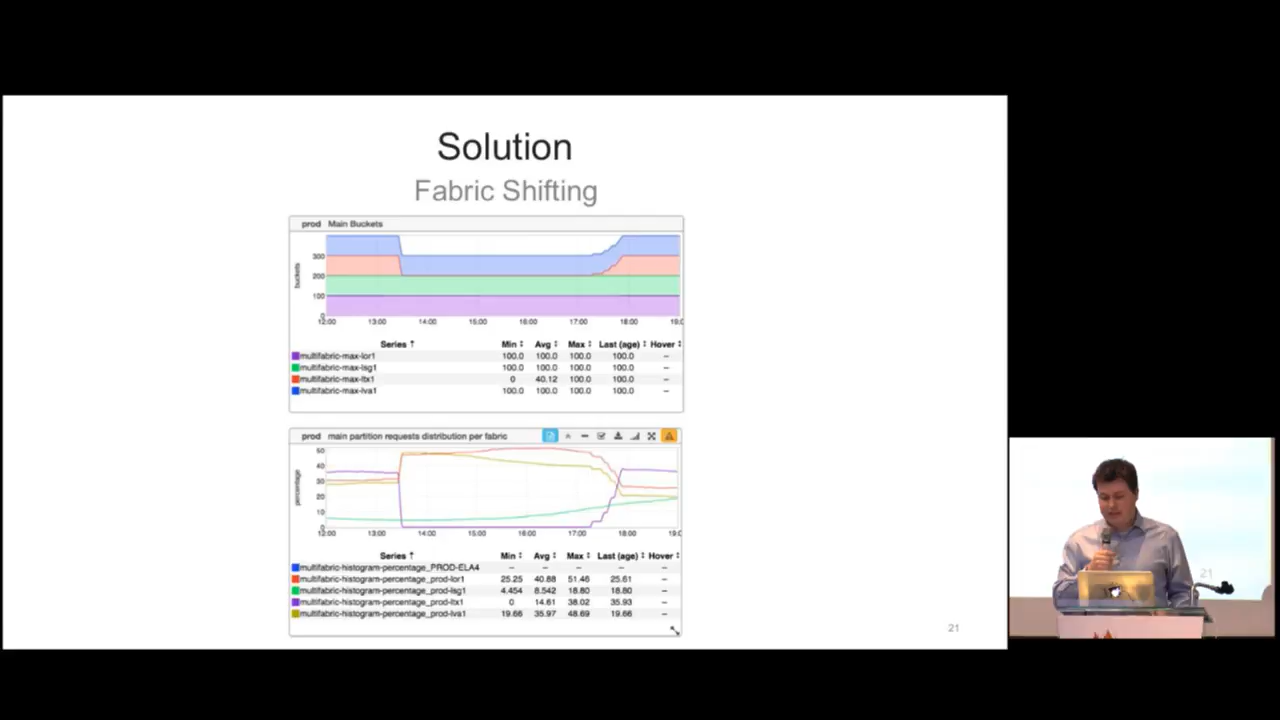 Solution
Fabric Shifting
prod Main Buckets
buckets
300
200
100
0
12:00 13:00 14:00 15:00 16:00 17:00 18:00 19:0
Series ↑ Min Avg Max Last (age) Hover
multifabric-max-lor1 100.0 100.0 100.0 100.0 –
multifabric-max-lsg1 100.0 100.0 100.0 100.0 –
multifabric-max-ltx1 0 40.12 100.0 100.0 –
multifabric-max-lva1 100.0 100.0 100.0 100.0 –
prod main partition requests distribution per fabric
percentage
50
40
30
20
10
0
12:00 13:00 14:00 15:00 16:00 17:00 18:00 19:0
Series ↑ Min Avg Max Last (age) Hover
multifabric-histogram-percentage_PROD-ELA4 – – – – –
multifabric-histogram-percentage_prod-lor1 25.25 40.88 51.46 25.61 –
multifabric-histogram-percentage_prod-lsg1 4.454 8.542 18.80 18.80 –
multifabric-histogram-percentage_prod-ltx1 0 14.61 38.02 35.93 –
multifabric-histogram-percentage_prod-lva1 19.66 35.97 48.69 19.66 –
21
21